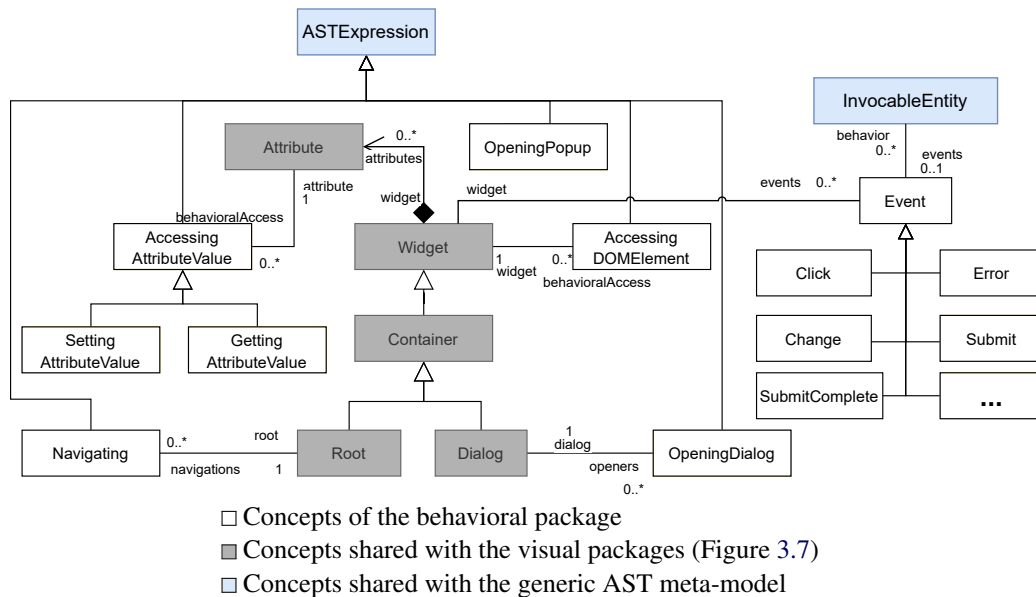 ASTExpression
InvocableEntity
behavior
0..*
events
0..1
Attribute
0..*
attributes
OpeningPopup
attribute
1
widget
widget
events
0..*
Event
behavioralAccess
0..*
Accessing
AttributeValue
Widget
1
widget
0..*
behavioralAccess
Accessing
DOMElement
Click
Error
Setting
AttributeValue
Getting
AttributeValue
Container
Change
Submit
SubmitComplete
...
Navigating
0..*
navigations
root
1
Root
Dialog
1
dialog
openers
0..*
OpeningDialog
Concepts of the behavioral package
Concepts shared with the visual packages (Figure 3.7)
Concepts shared with the generic AST meta-model